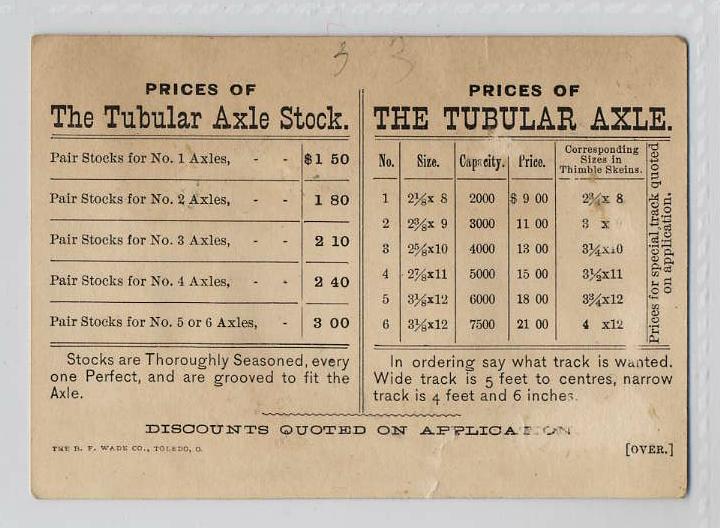 3 3
PRICES OF
The Tubular Axle Stock.
Pair Stocks for No. 1 Axles, - - $1 50
Pair Stocks for No. 2 Axles, - - 1 80
Pair Stocks for No. 3 Axles, - - 2 10
Pair Stocks for No. 4 Axles, - - 2 40
Pair Stocks for No. 5 or 6 Axles, - 3 00
Stocks are Thoroughly Seasoned, every
one Perfect, and are grooved to fit the
Axle.
PRICES OF
THE TUBULAR AXLE.
No. Size. Capacity. Price. Corresponding Sizes in Thimble Skeins.
1 2⅛x 8 2000 $ 9 00 2¾x 8
2 2⅜x 9 3000 11 00 3 x 9
3 2⅝x10 4000 13 00 3¼x10
4 2⅞x11 5000 15 00 3½x11
5 3⅛x12 6000 18 00 3¾x12
6 3⅛x12 7500 21 00 4 x12
Prices for special track quoted
on application.
In ordering say what track is wanted.
Wide track is 5 feet to centres, narrow
track is 4 feet and 6 inches.
DISCOUNTS QUOTED ON APPLICATION
THE B. F. WADE CO., TOLEDO, O.
[OVER.]